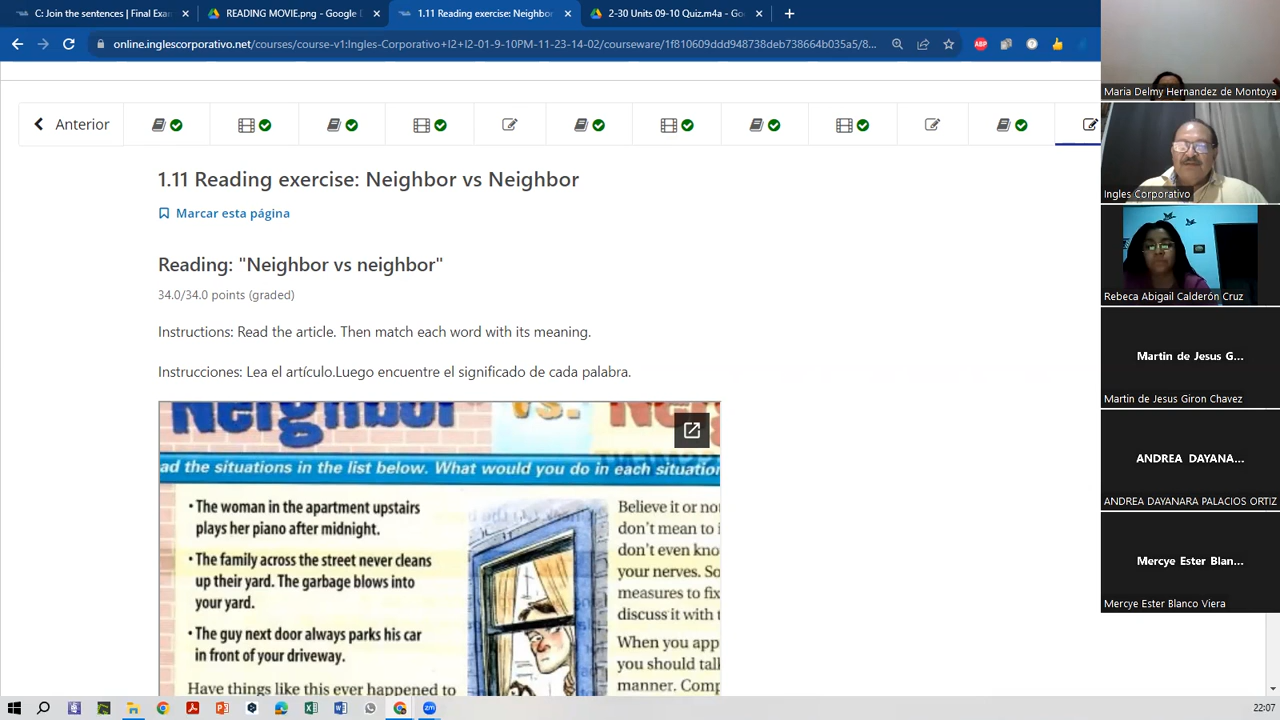 C: Join the sentences | Final Exa
READING MOVIE.png - Google
1.11 Reading exercise: Neighbor
2-30 Units 09-10 Quiz.m4a - Go
online.inglescorporativo.net/courses/course-v1:Ingles-Corporativo+I2+I2-01-9-10PM-11-23-14-02/courseware/1f810609ddd948738deb738664b035a5/8...
ABP
Anterior
1.11 Reading exercise: Neighbor vs Neighbor
Marcar esta página
Reading: "Neighbor vs neighbor"
34.0/34.0 points (graded)
Instructions: Read the article. Then match each word with its meaning.
Instrucciones: Lea el artículo.Luego encuentre el significado de cada palabra.
Neighbor vs. Neig
ad the situations in the list below. What would you do in each situation
• The woman in the apartment upstairs
plays her piano after midnight.
• The family across the street never cleans
up their yard. The garbage blows into
your yard.
• The guy next door always parks his car
in front of your driveway.
Have things like this ever happened to
Believe it or no
don't mean to i
don't even kno
your nerves. So
measures to fix
discuss it with t
When you app
you should tall
manner. Comp
Maria Delmy Hernandez de Montoya
Ingles Corporativo
Rebeca Abigail Calderón Cruz
Martin de Jesus G...
Martin de Jesus Giron Chavez
ANDREA DAYANA...
ANDREA DAYANARA PALACIOS ORTIZ
Mercye Ester Blan...
Mercye Ester Blanco Viera
22:07